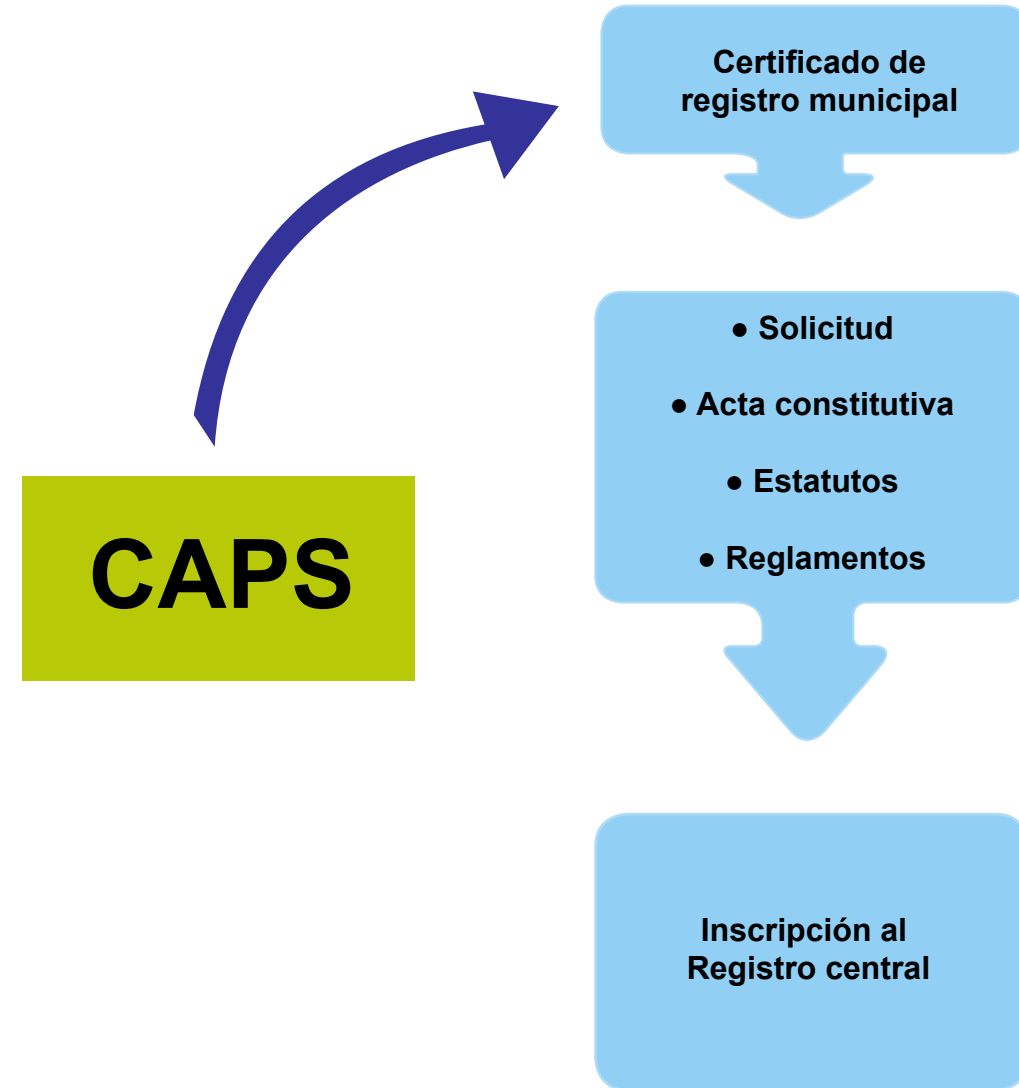 Certificado de
registro municipal
● Solicitud
● Acta constitutiva
● Estatutos
● Reglamentos
CAPS
Inscripción al
Registro central